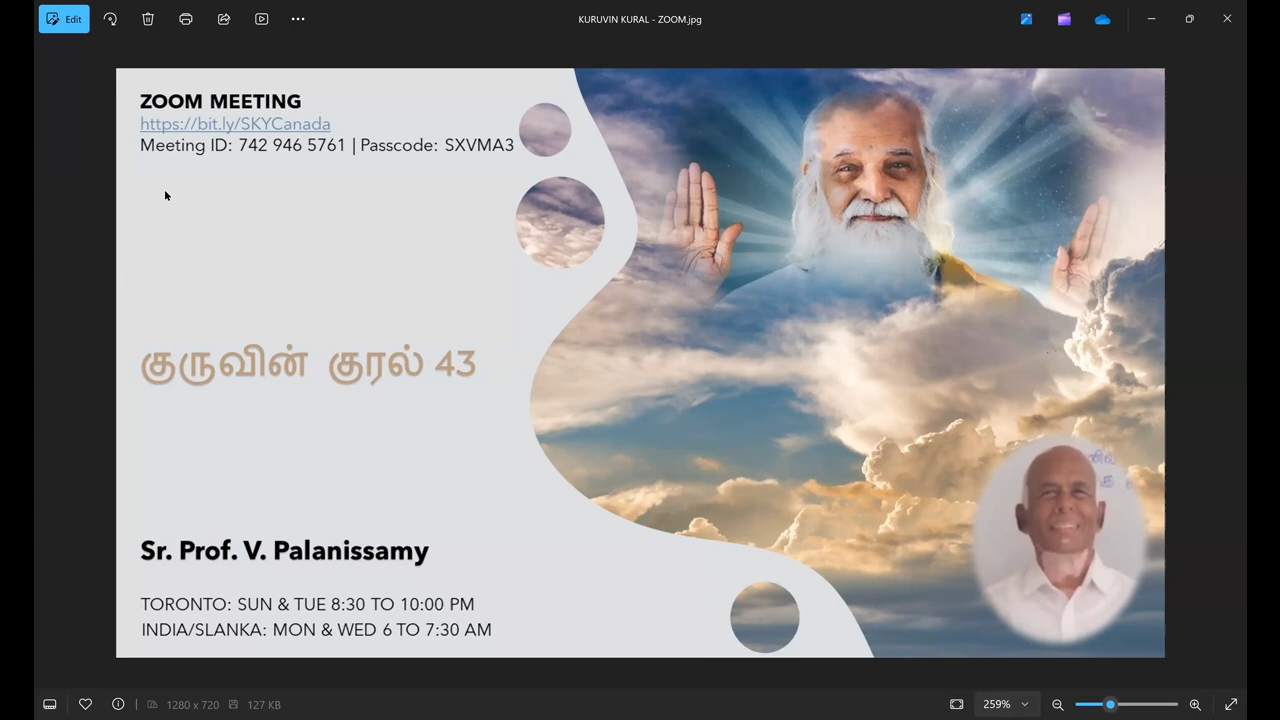 Edit
KURUVIN KURAL - ZOOM.jpg
ZOOM MEETING
https://bit.ly/SKYCanada
Meeting ID: 742 946 5761 | Passcode: SXVMA3
குருவின் குரல் 43
Sr. Prof. V. Palanissamy
TORONTO: SUN & TUE 8:30 TO 10:00 PM
INDIA/SLANKA: MON & WED 6 TO 7:30 AM
1280 x 720
127 KB
259%